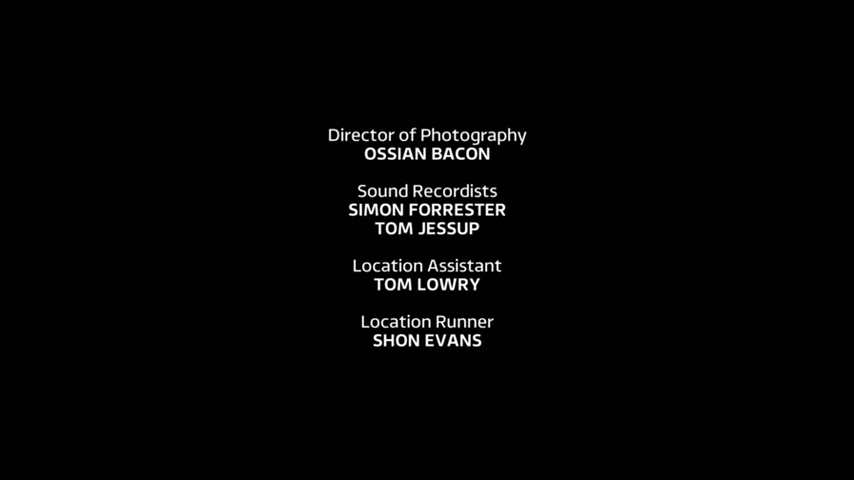 Director of Photography
OSSIAN BACON
Sound Recordists
SIMON FORRESTER
TOM JESSUP
Location Assistant
TOM LOWRY
Location Runner
SHON EVANS